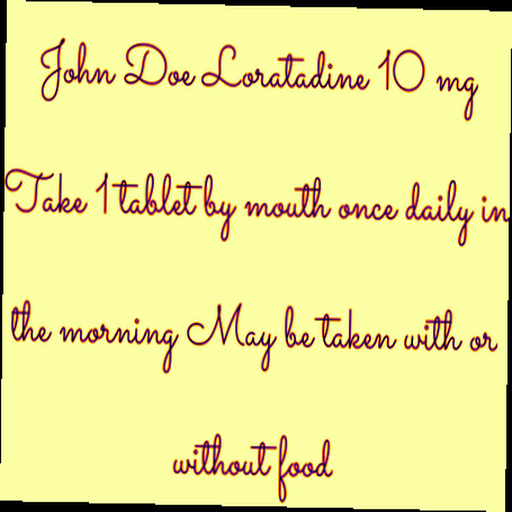 John Doe Loratadine 10 mg
Take 1 tablet by mouth once daily in
the morning May be taken with or
without food